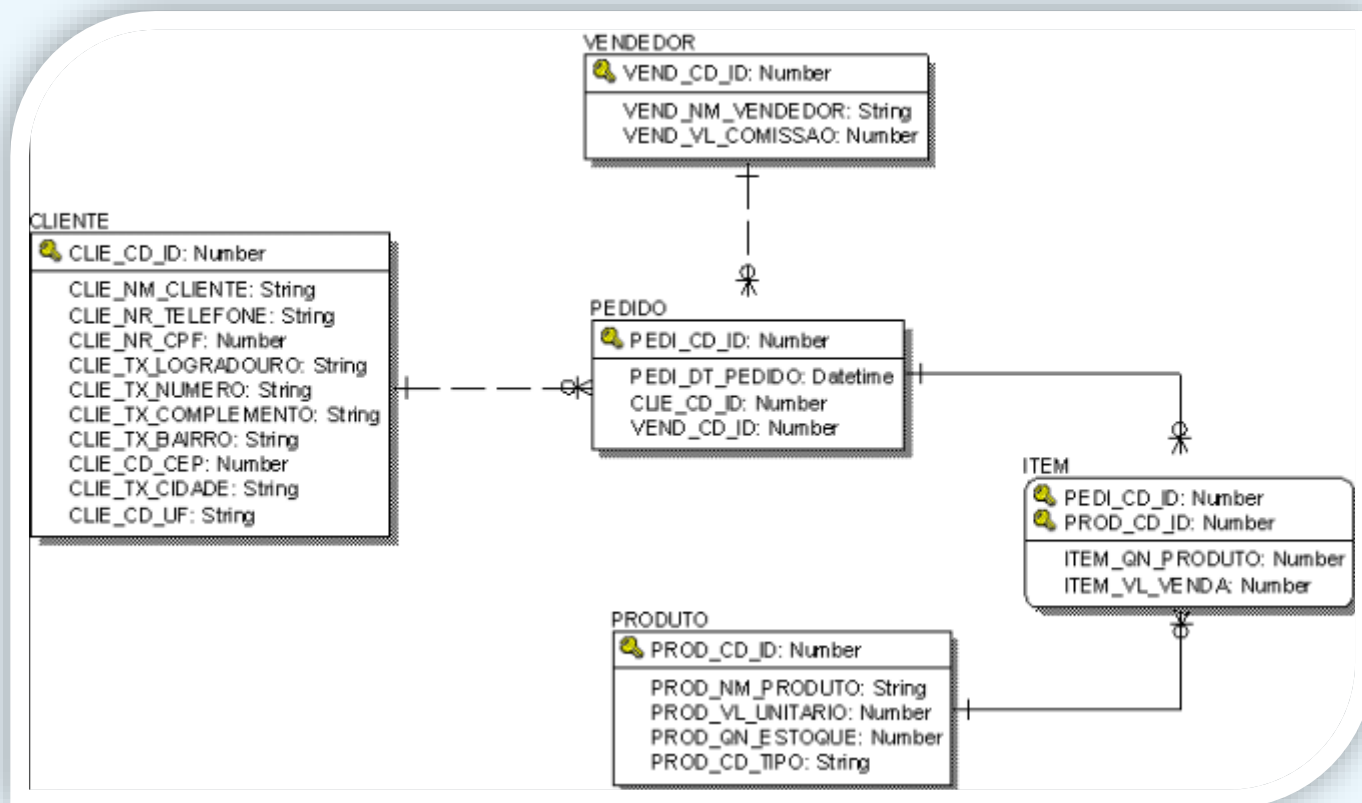 VENDEDOR
VEND_CD_ID: Number
VEND_NM_VENDEDOR: String
VEND_VL_COMISSAO: Number
CLIENTE
CLIE_CD_ID: Number
CLIE_NM_CLIENTE: String
CLIE_NR_TELEFONE: String
CLIE_NR_CPF: Number
CLIE_TX_LOGRADOURO: String
CLIE_TX_NUMERO: String
CLIE_TX_COMPLEMENTO: String
CLIE_TX_BAIRRO: String
CLIE_CD_CEP: Number
CLIE_TX_CIDADE: String
CLIE_CD_UF: String
PEDIDO
PEDI_CD_ID: Number
PEDI_DT_PEDIDO: Datetime
CLIE_CD_ID: Number
VEND_CD_ID: Number
ITEM
PEDI_CD_ID: Number
PROD_CD_ID: Number
ITEM_QN_PRODUTO: Number
ITEM_VL_VENDA: Number
PRODUTO
PROD_CD_ID: Number
PROD_NM_PRODUTO: String
PROD_VL_UNITARIO: Number
PROD_QN_ESTOQUE: Number
PROD_CD_TIPO: String